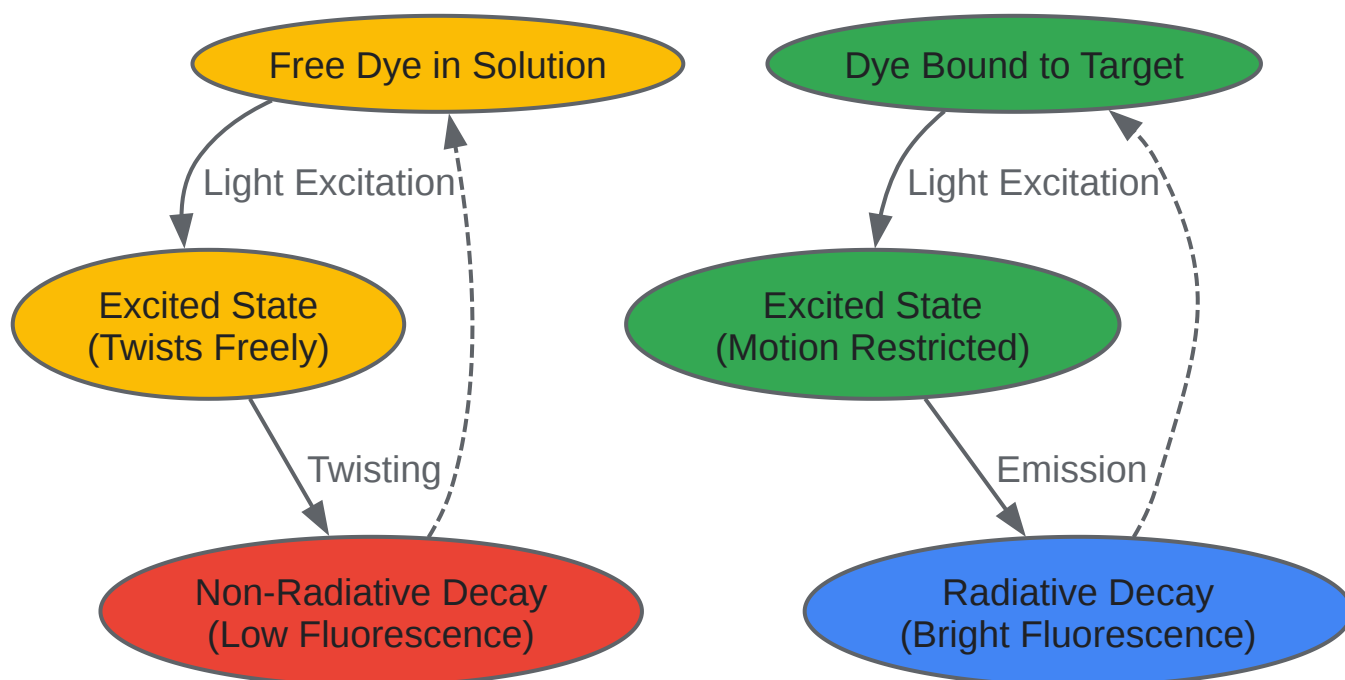 Free Dye in Solution
Dye Bound to Target
Light Excitation
Light Excitation
Excited State
(Twists Freely)
Excited State
(Motion Restricted)
Twisting
Emission
Non-Radiative Decay
(Low Fluorescence)
Radiative Decay
(Bright Fluorescence)